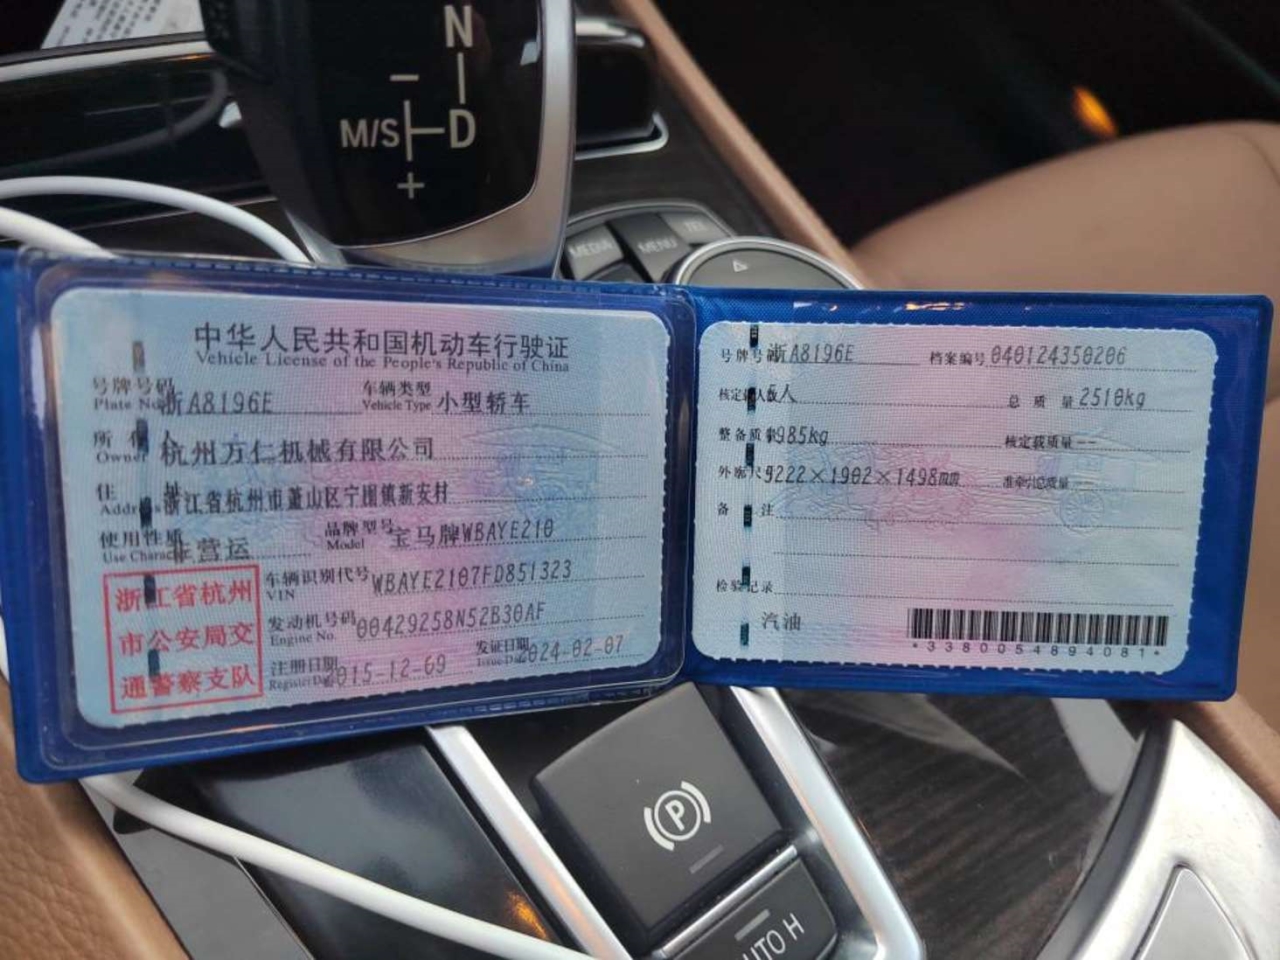 N
−
M/S
D
+
MEDIA
MENU
TEL
中华人民共和国机动车行驶证
Vehicle License of the People's Republic of China
号牌号码 浙A8196E 车辆类型 小型轿车
Plate No. Vehicle Type
所有人 杭州方仁机械有限公司
Owner
住址 浙江省杭州市萧山区宁围镇新安村
Address
使用性质 非营运 品牌型号 宝马牌WBAYE210
Use Character Model
浙江省杭州
市公安局交
通警察支队
车辆识别代号 WBAYE2107FD851323
VIN
发动机号码 00429258N52B30AF
Engine No.
注册日期 2015-12-09 发证日期 2024-02-07
Register Date Issue Date
号牌号码 浙A8196E 档案编号 040124350206
核定载人数 5人 总质量 2510kg
整备质量 1985kg 核定载质量 --
外廓尺寸 5222×1902×1498mm 准牵引总质量
备注
检验记录
汽油
*3380054894081*
P
AUTO H